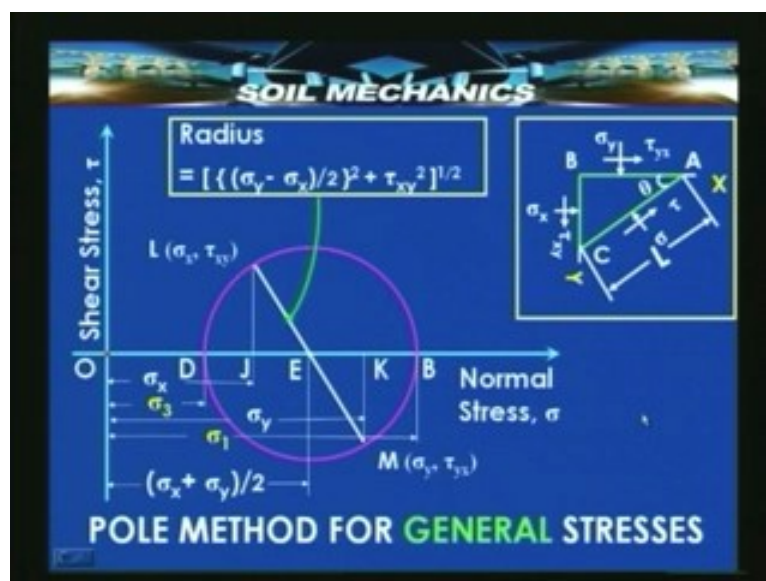 SOIL MECHANICS
Radius
= [ { (σy - σx)/2 }² + τxy² ]1/2
Shear Stress, τ
L (σx, τxy)
O
D
J
E
K
B
Normal
Stress, σ
σx
σ3
σy
σ1
M (σy, τyx)
(σx + σy)/2
σy
τyx
B
A
X
θ
σx
τ
τxy
C
σ
L
Y
POLE METHOD FOR GENERAL STRESSES